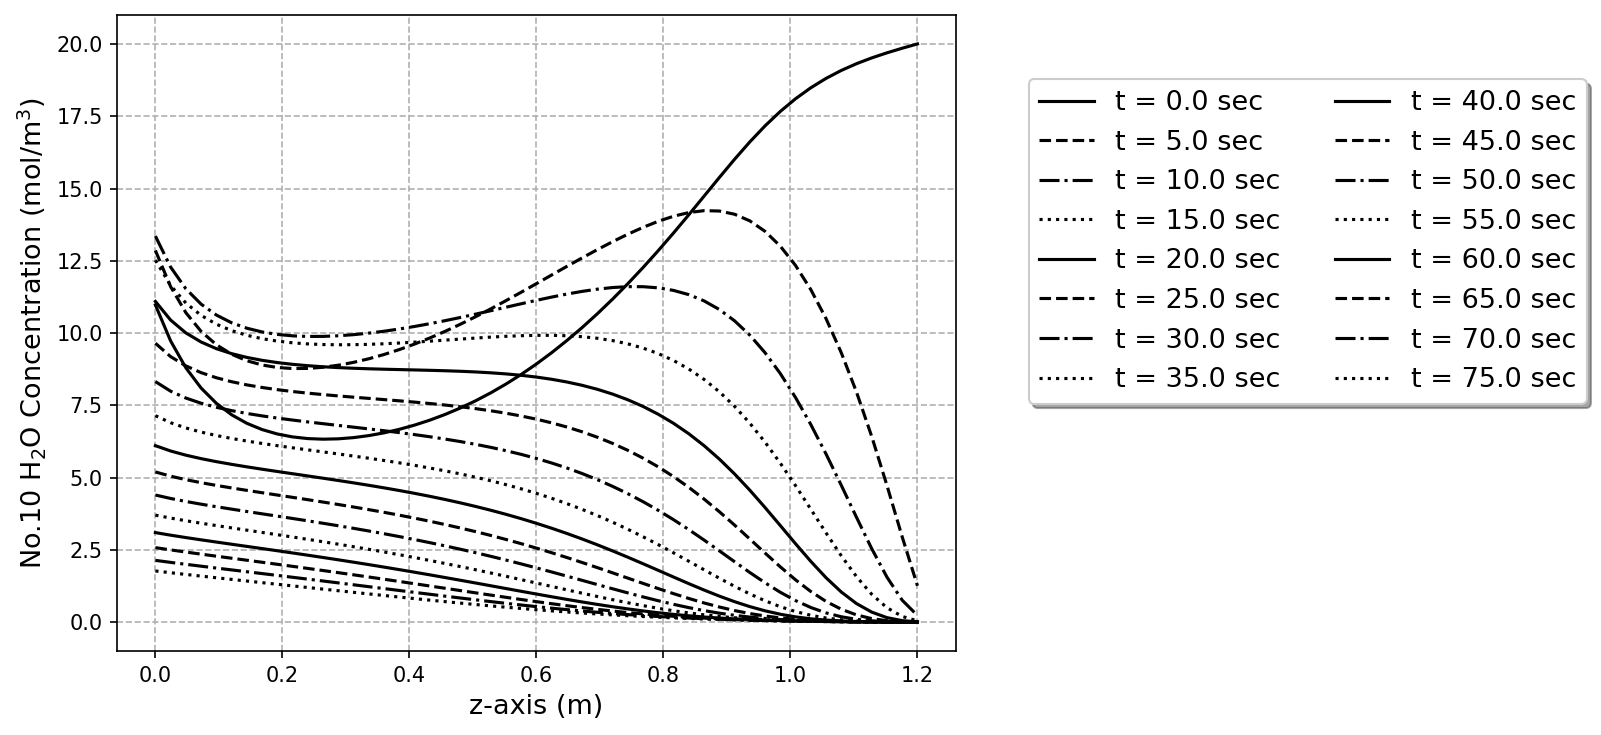 20.0
17.5
15.0
12.5
10.0
7.5
5.0
2.5
0.0
No.10 H₂O Concentration (mol/m³)
0.0 0.2 0.4 0.6 0.8 1.0 1.2
z-axis (m)
t = 0.0 sec
t = 5.0 sec
t = 10.0 sec
t = 15.0 sec
t = 20.0 sec
t = 25.0 sec
t = 30.0 sec
t = 35.0 sec
t = 40.0 sec
t = 45.0 sec
t = 50.0 sec
t = 55.0 sec
t = 60.0 sec
t = 65.0 sec
t = 70.0 sec
t = 75.0 sec